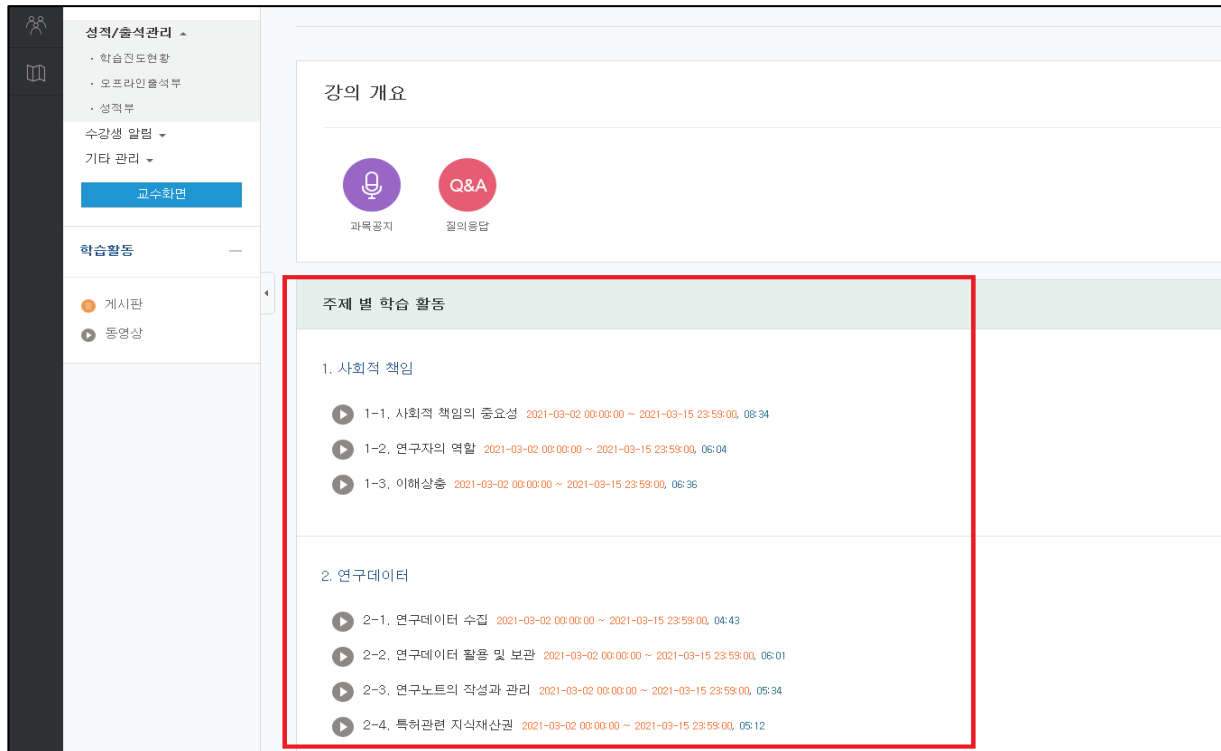 성적/출석관리
· 학습진도현황
· 오프라인출석부
· 성적부
수강생 알림
기타 관리
교수화면
학습활동
게시판
동영상
강의 개요
Q&A
과목공지
질의응답
주제 별 학습 활동
1. 사회적 책임
1-1. 사회적 책임의 중요성 2021-03-02 00:00:00 ~ 2021-03-15 23:59:00, 08:34
1-2. 연구자의 역할 2021-03-02 00:00:00 ~ 2021-03-15 23:59:00, 06:04
1-3. 이해상충 2021-03-02 00:00:00 ~ 2021-03-15 23:59:00, 06:36
2. 연구데이터
2-1. 연구데이터 수집 2021-03-02 00:00:00 ~ 2021-03-15 23:59:00, 04:43
2-2. 연구데이터 활용 및 보관 2021-03-02 00:00:00 ~ 2021-03-15 23:59:00, 06:01
2-3. 연구노트의 작성과 관리 2021-03-02 00:00:00 ~ 2021-03-15 23:59:00, 05:34
2-4. 특허관련 지식재산권 2021-03-02 00:00:00 ~ 2021-03-15 23:59:00, 05:12